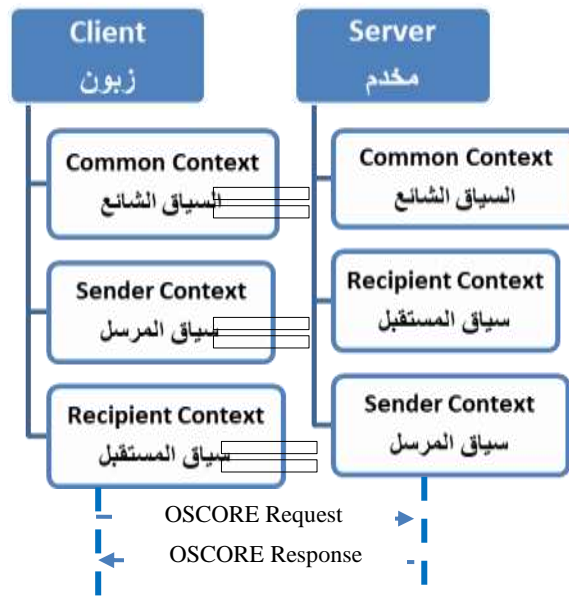 Client
زبون
Common Context
السياق الشائع
Sender Context
سياق المرسل
Recipient Context
سياق المستقبل
Server
مخدم
Common Context
السياق الشائع
Recipient Context
سياق المستقبل
Sender Context
سياق المرسل
OSCORE Request
OSCORE Response